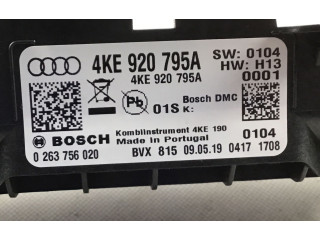 4KE 920 795A SW: 0104
4KE 920 795A HW: H13
0001
Pb 01S Bosch DMC
K:
BOSCH Kombiinstrument 4KE 190 0104
Made in Portugal
0 263 756 020 BVX 815 09.05.19 0417 1708